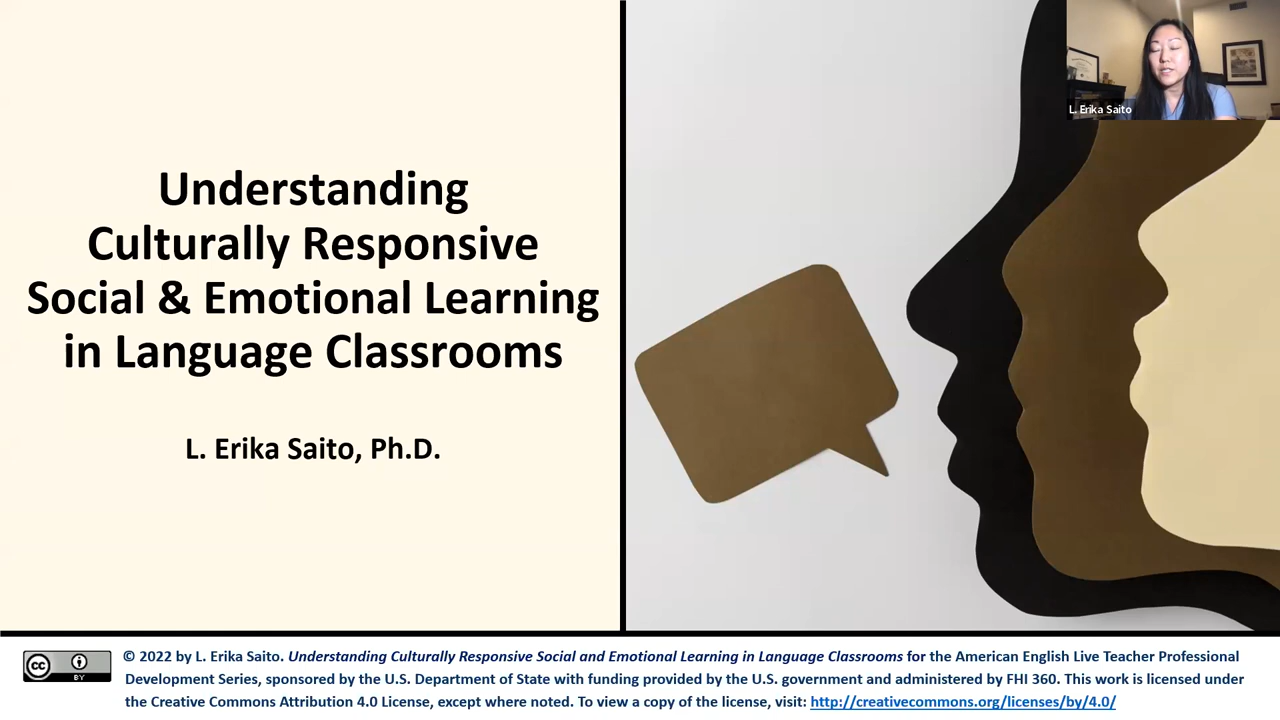 Understanding
Culturally Responsive
Social & Emotional Learning
in Language Classrooms
L. Erika Saito, Ph.D.
L. Erika Saito
cc
BY
© 2022 by L. Erika Saito. Understanding Culturally Responsive Social and Emotional Learning in Language Classrooms for the American English Live Teacher Professional
Development Series, sponsored by the U.S. Department of State with funding provided by the U.S. government and administered by FHI 360. This work is licensed under
the Creative Commons Attribution 4.0 License, except where noted. To view a copy of the license, visit: http://creativecommons.org/licenses/by/4.0/